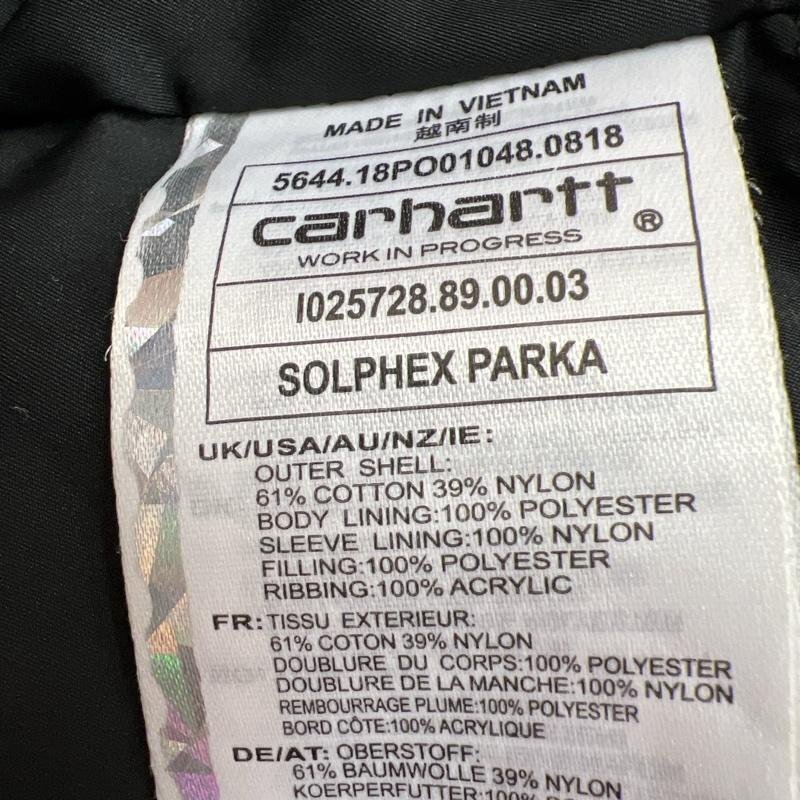 MADE IN VIETNAM
越南制
5644.18PO01048.0818
carhartt ®
WORK IN PROGRESS
I025728.89.00.03
SOLPHEX PARKA
UK/USA/AU/NZ/IE:
OUTER SHELL:
61% COTTON 39% NYLON
BODY LINING:100% POLYESTER
SLEEVE LINING:100% NYLON
FILLING:100% POLYESTER
RIBBING:100% ACRYLIC
FR: TISSU EXTERIEUR:
61% COTON 39% NYLON
DOUBLURE DU CORPS:100% POLYESTER
DOUBLURE DE LA MANCHE:100% NYLON
REMBOURRAGE PLUME:100% POLYESTER
BORD CÔTE:100% ACRYLIQUE
DE/AT: OBERSTOFF:
61% BAUMWOLLE 39% NYLON
KOERPERFUTTER:100%